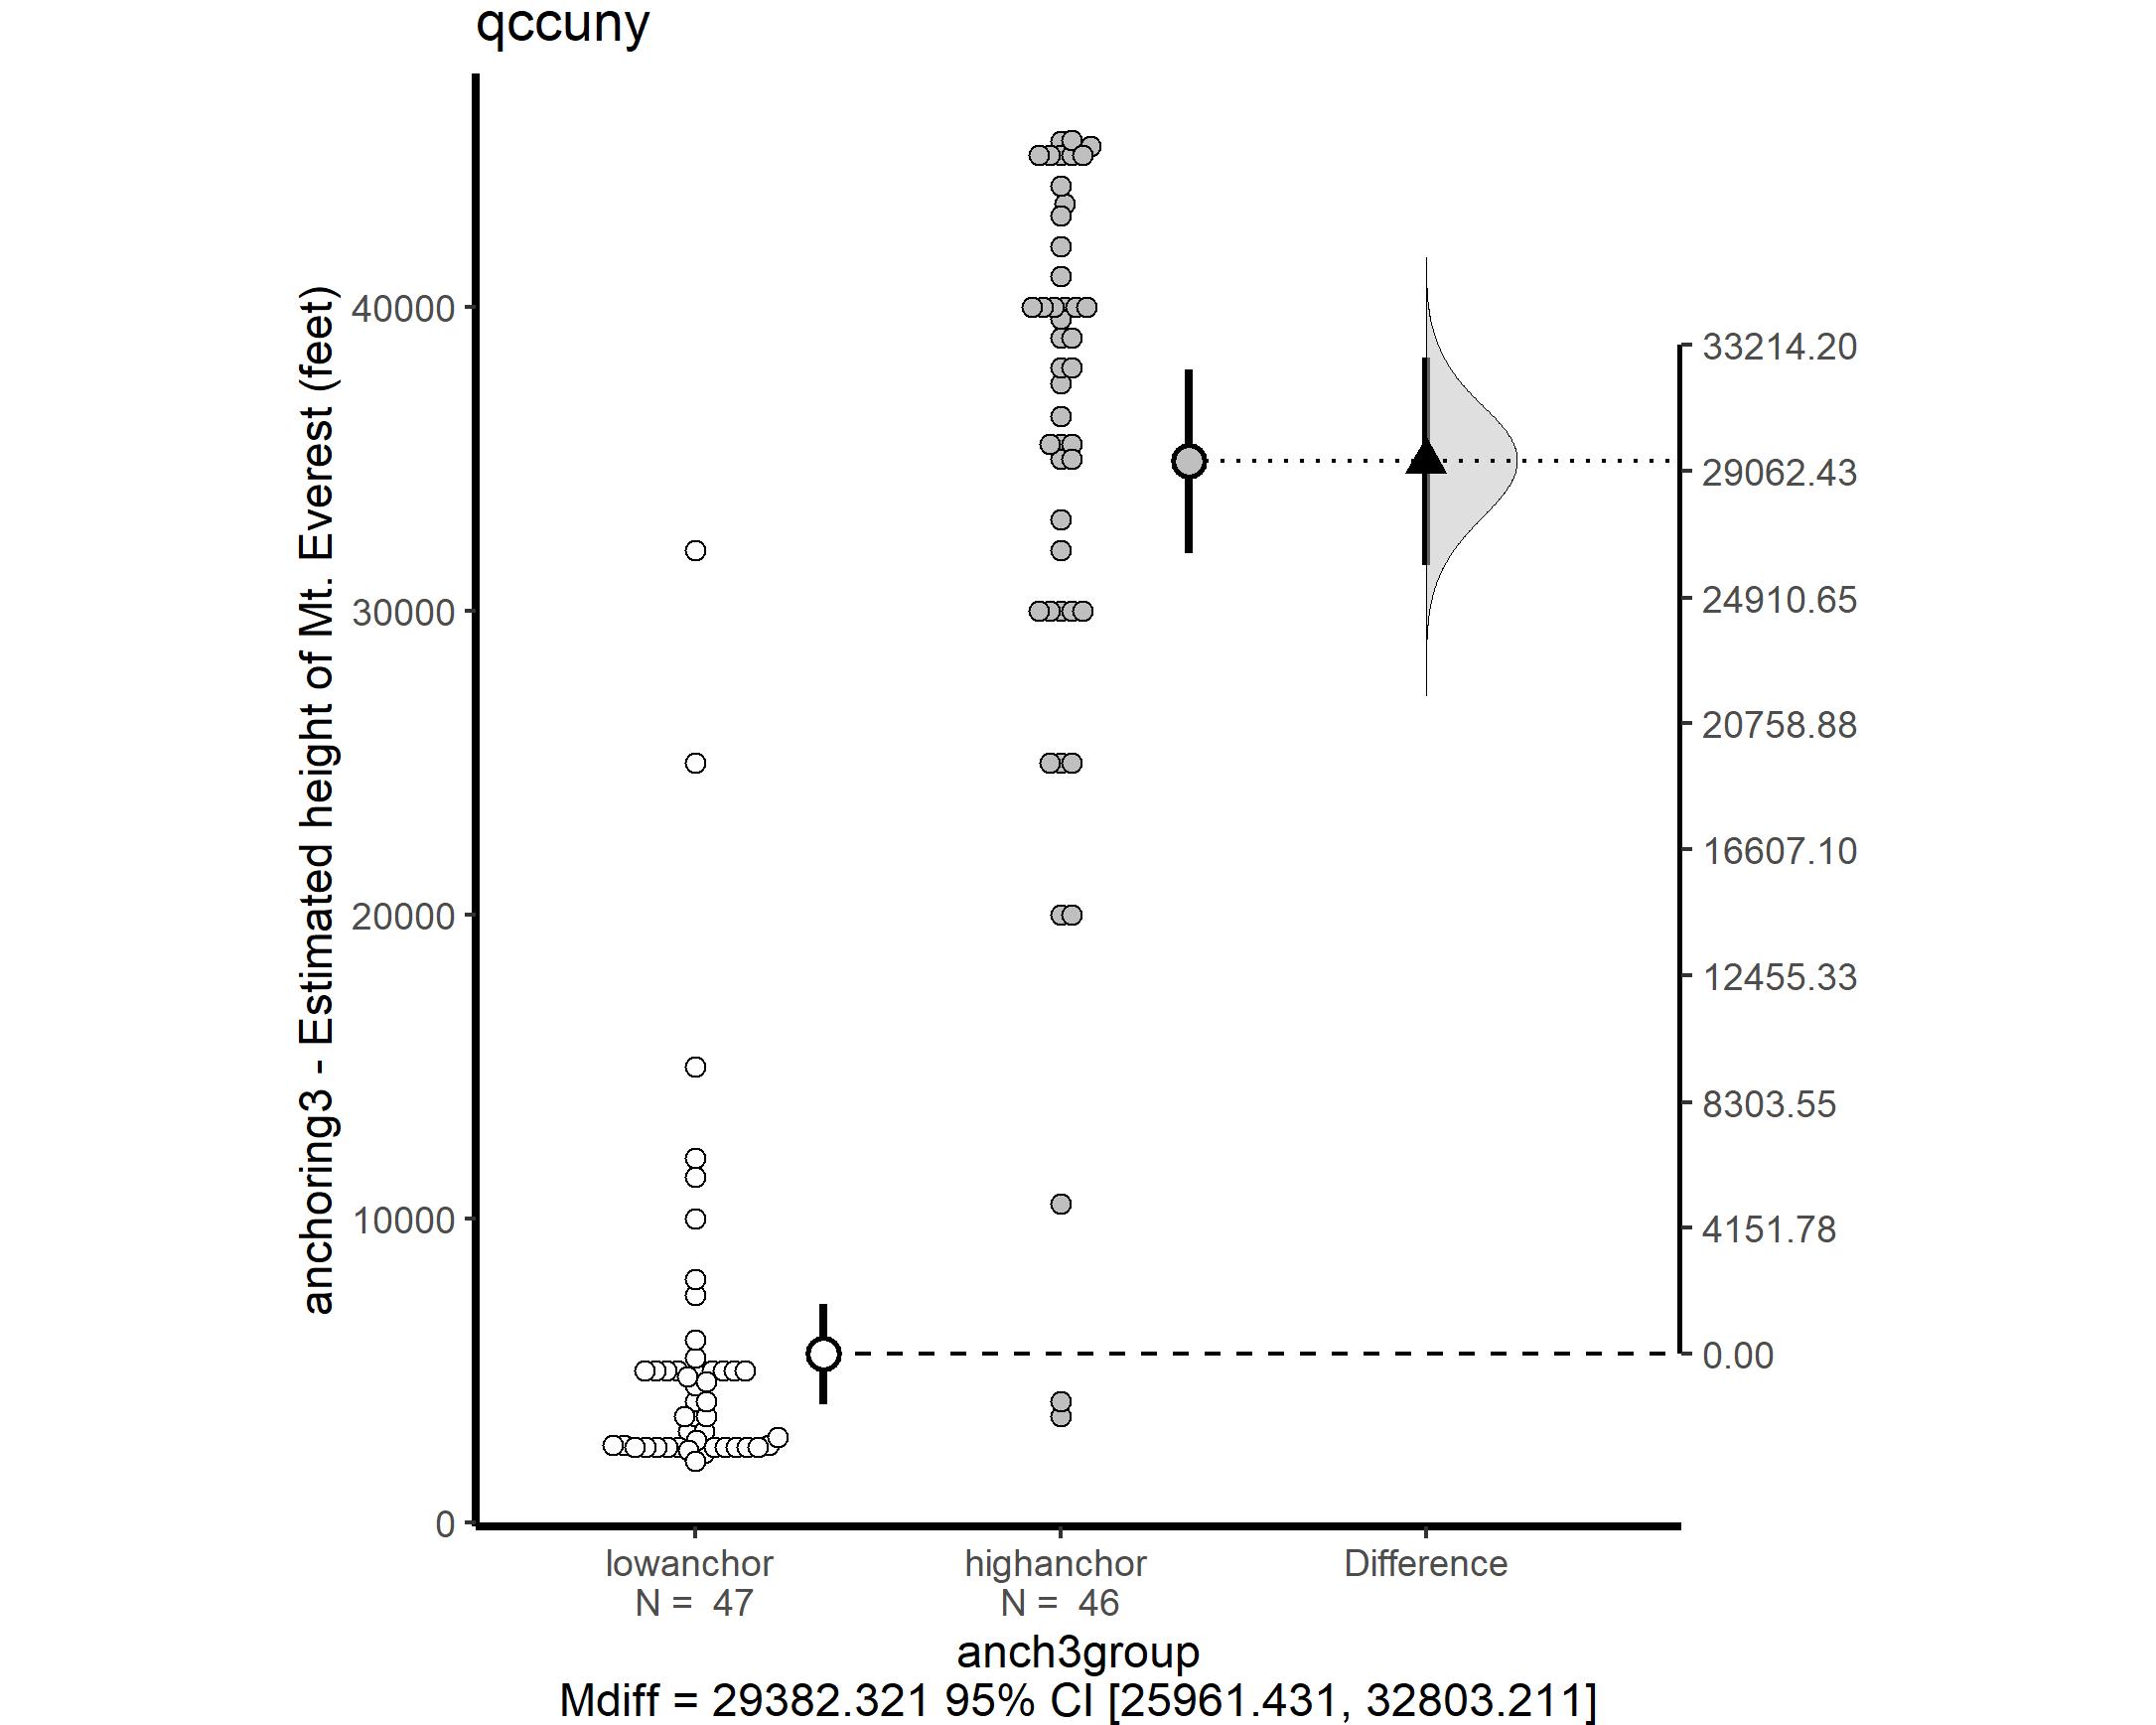 qccuny
anchoring3 - Estimated height of Mt. Everest (feet)
40000
30000
20000
10000
0
33214.20
29062.43
24910.65
20758.88
16607.10
12455.33
8303.55
4151.78
0.00
lowanchor
N =  47
highanchor
N =  46
Difference
anch3group
Mdiff = 29382.321 95% CI [25961.431, 32803.211]